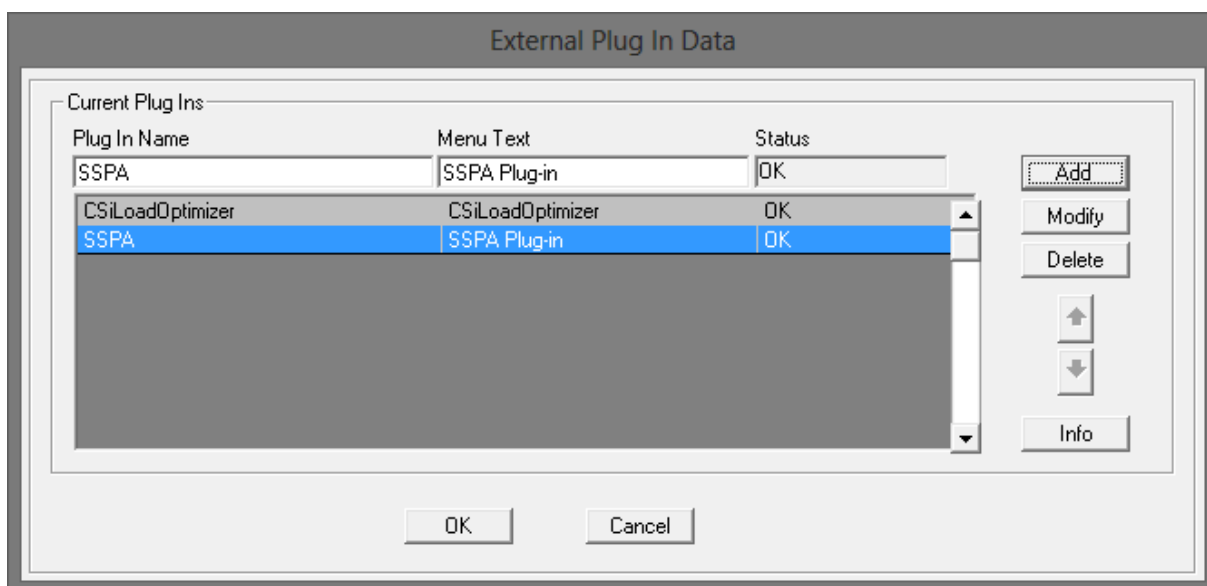 External Plug In Data
Current Plug Ins
Plug In Name Menu Text Status
SSPA SSPA Plug-in OK Add
CSiLoadOptimizer CSiLoadOptimizer OK Modify
SSPA SSPA Plug-in OK
Delete
Info
OK Cancel